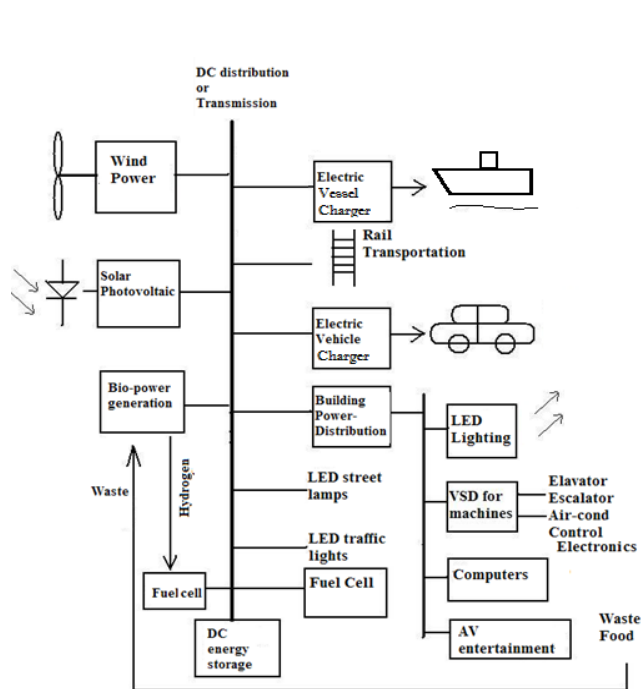 DC distribution
or
Transmission
Wind
Power
Electric
Vessel
Charger
Rail
Transportation
Solar
Photovoltaic
Electric
Vehicle
Charger
Bio-power
generation
Building
Power-
Distribution
LED
Lighting
Waste
Hydrogen
LED street
lamps
VSD for
machines
Elavator
Escalator
Air-cond
Control
Electronics
LED traffic
lights
Fuel cell
Fuel Cell
Computers
DC
energy
storage
AV
entertainment
Waste
Food